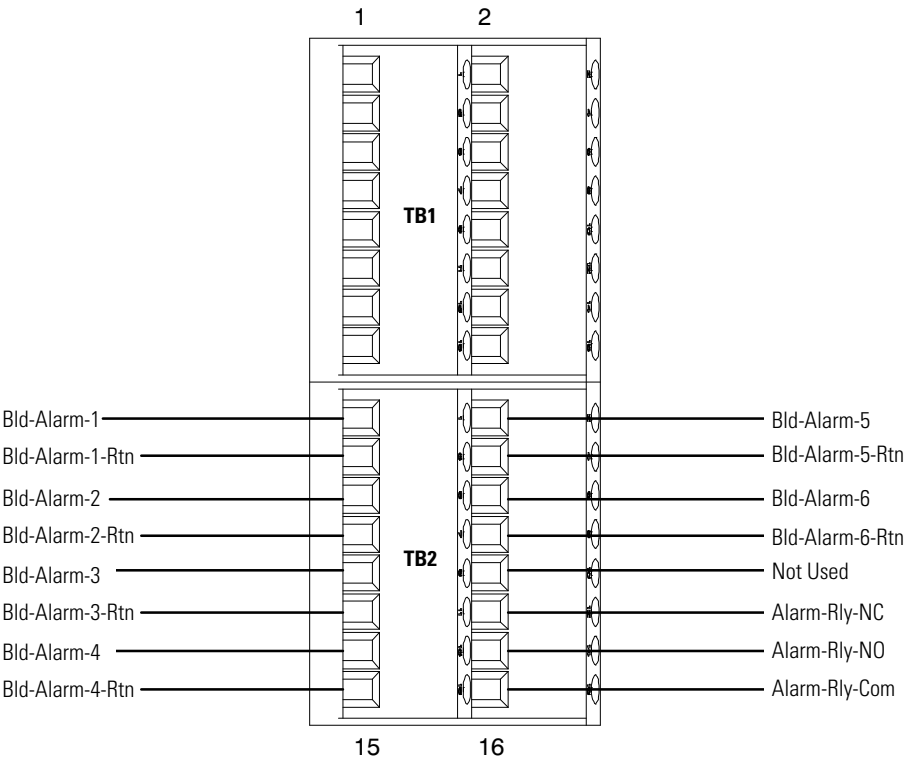 1 2
TB1
Bld-Alarm-1 Bld-Alarm-5
Bld-Alarm-1-Rtn Bld-Alarm-5-Rtn
Bld-Alarm-2 Bld-Alarm-6
Bld-Alarm-2-Rtn Bld-Alarm-6-Rtn
TB2
Bld-Alarm-3 Not Used
Bld-Alarm-3-Rtn Alarm-Rly-NC
Bld-Alarm-4 Alarm-Rly-NO
Bld-Alarm-4-Rtn Alarm-Rly-Com
15 16